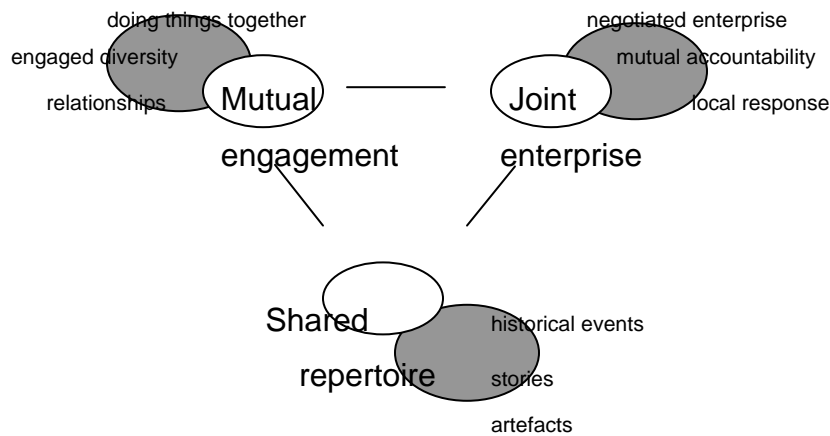 doing things together
engaged diversity
relationships
Mutual
engagement
negotiated enterprise
mutual accountability
local response
Joint
enterprise
Shared
repertoire
historical events
stories
artefacts